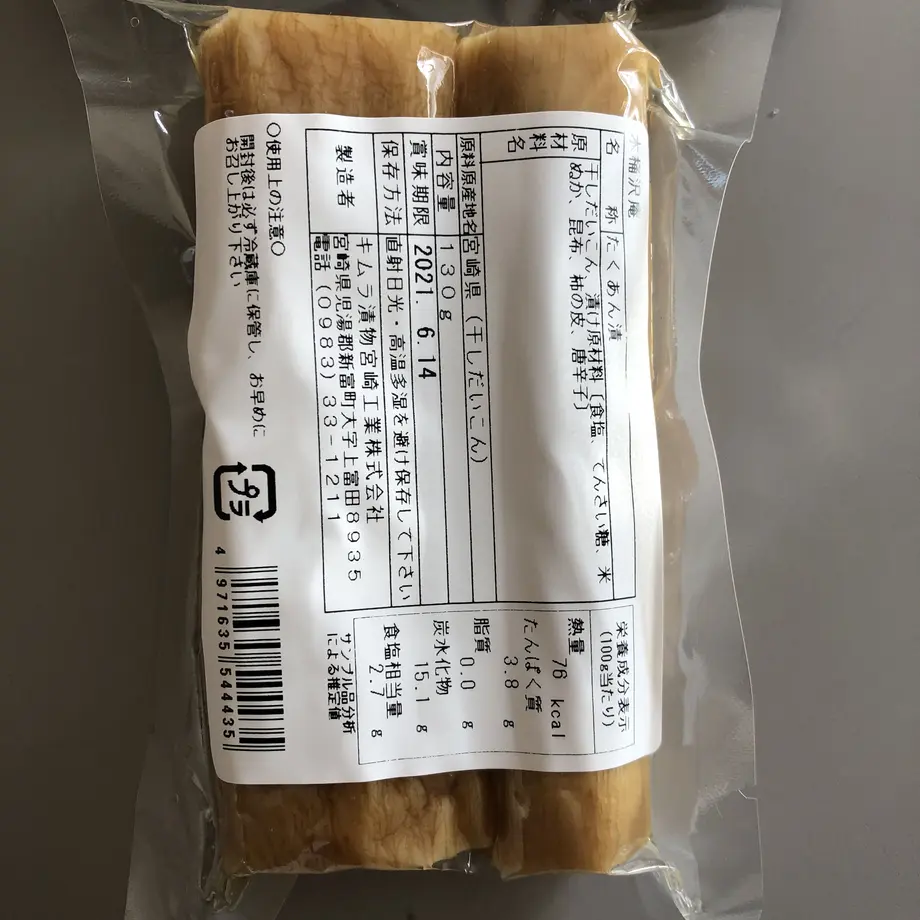 木桶沢庵
名 称 たくあん漬
原材料名 干しだいこん、漬け原材料〔食塩、てんさい糖、米
ぬか、昆布、柿の皮、唐辛子〕
原料原産地名 宮崎県(干しだいこん)
内容量 130g
賞味期限 2021. 6.14
保存方法 直射日光・高温多湿を避け保存して下さい
製造者 キムラ漬物宮崎工業株式会社
宮崎県児湯郡新富町大字上富田8935
電話(0983)33-1211
〇使用上の注意〇
開封後は必ず冷蔵庫に保管し、お早めに
お召し上がり下さい
プラ
4 971635 544435
栄養成分表示
(100g当たり)
熱量 76 kcal
たんぱく質
3.8 g
脂質 0.0 g
炭水化物
15.1 g
食塩相当量
2.7 g
サンプル品分析
による推定値